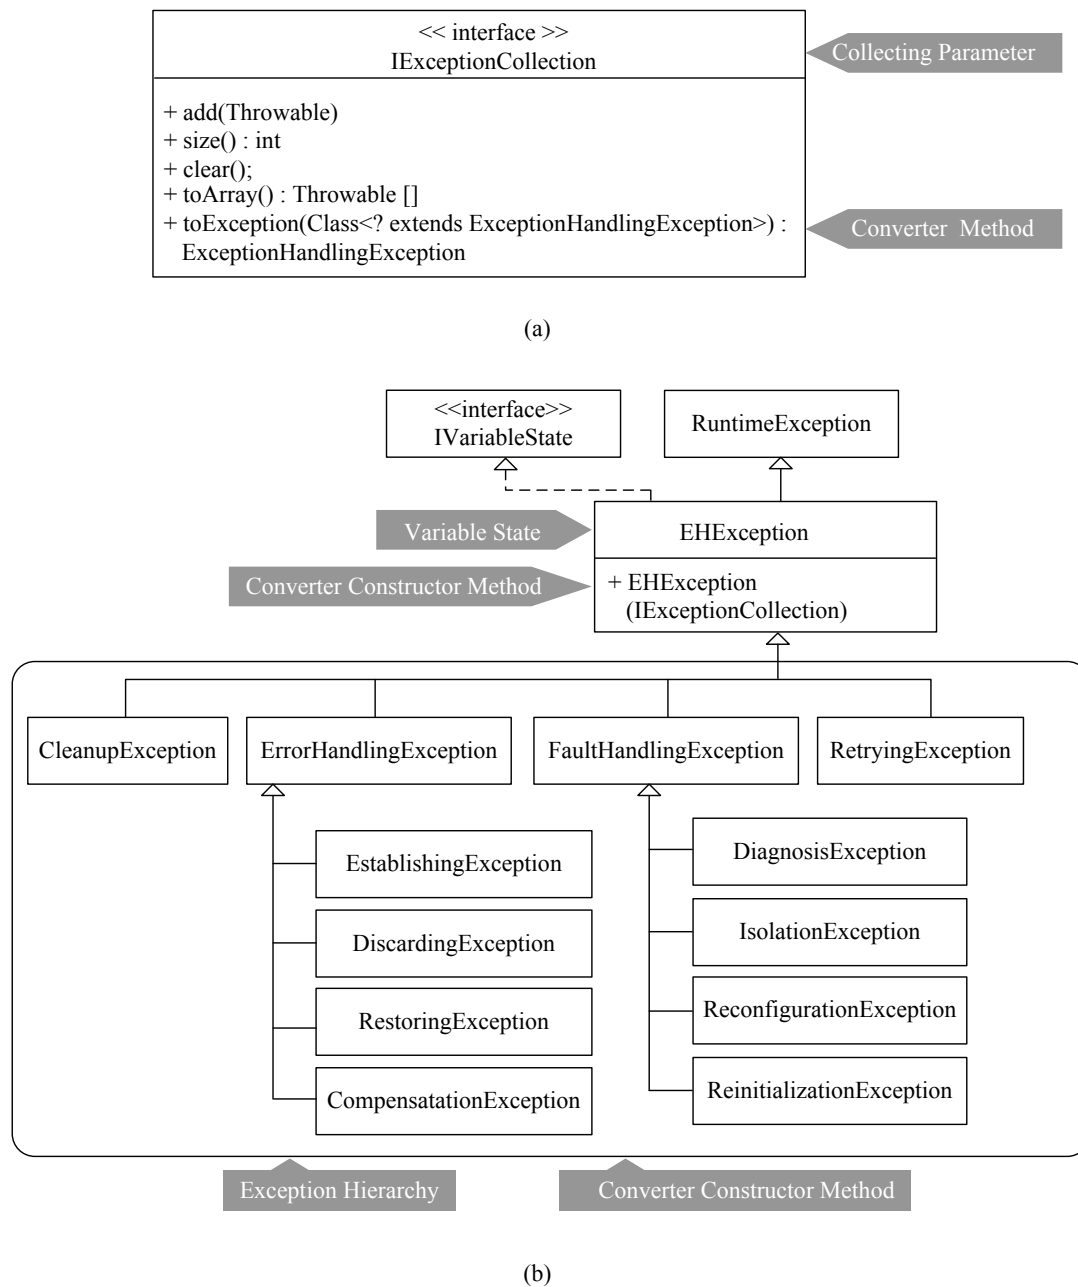 << interface >>
IExceptionCollection
Collecting Parameter
+ add(Throwable)
+ size() : int
+ clear();
+ toArray() : Throwable []
+ toException(Class<? extends ExceptionHandlingException>) :
ExceptionHandlingException
Converter Method
(a)
<<interface>>
IVariableState
RuntimeException
Variable State
EHException
Converter Constructor Method
+ EHException
(IExceptionCollection)
CleanupException
ErrorHandlingException
FaultHandlingException
RetryingException
EstablishingException
DiscardingException
RestoringException
CompensatationException
DiagnosisException
IsolationException
ReconfigurationException
ReinitializationException
Exception Hierarchy
Converter Constructor Method
(b)